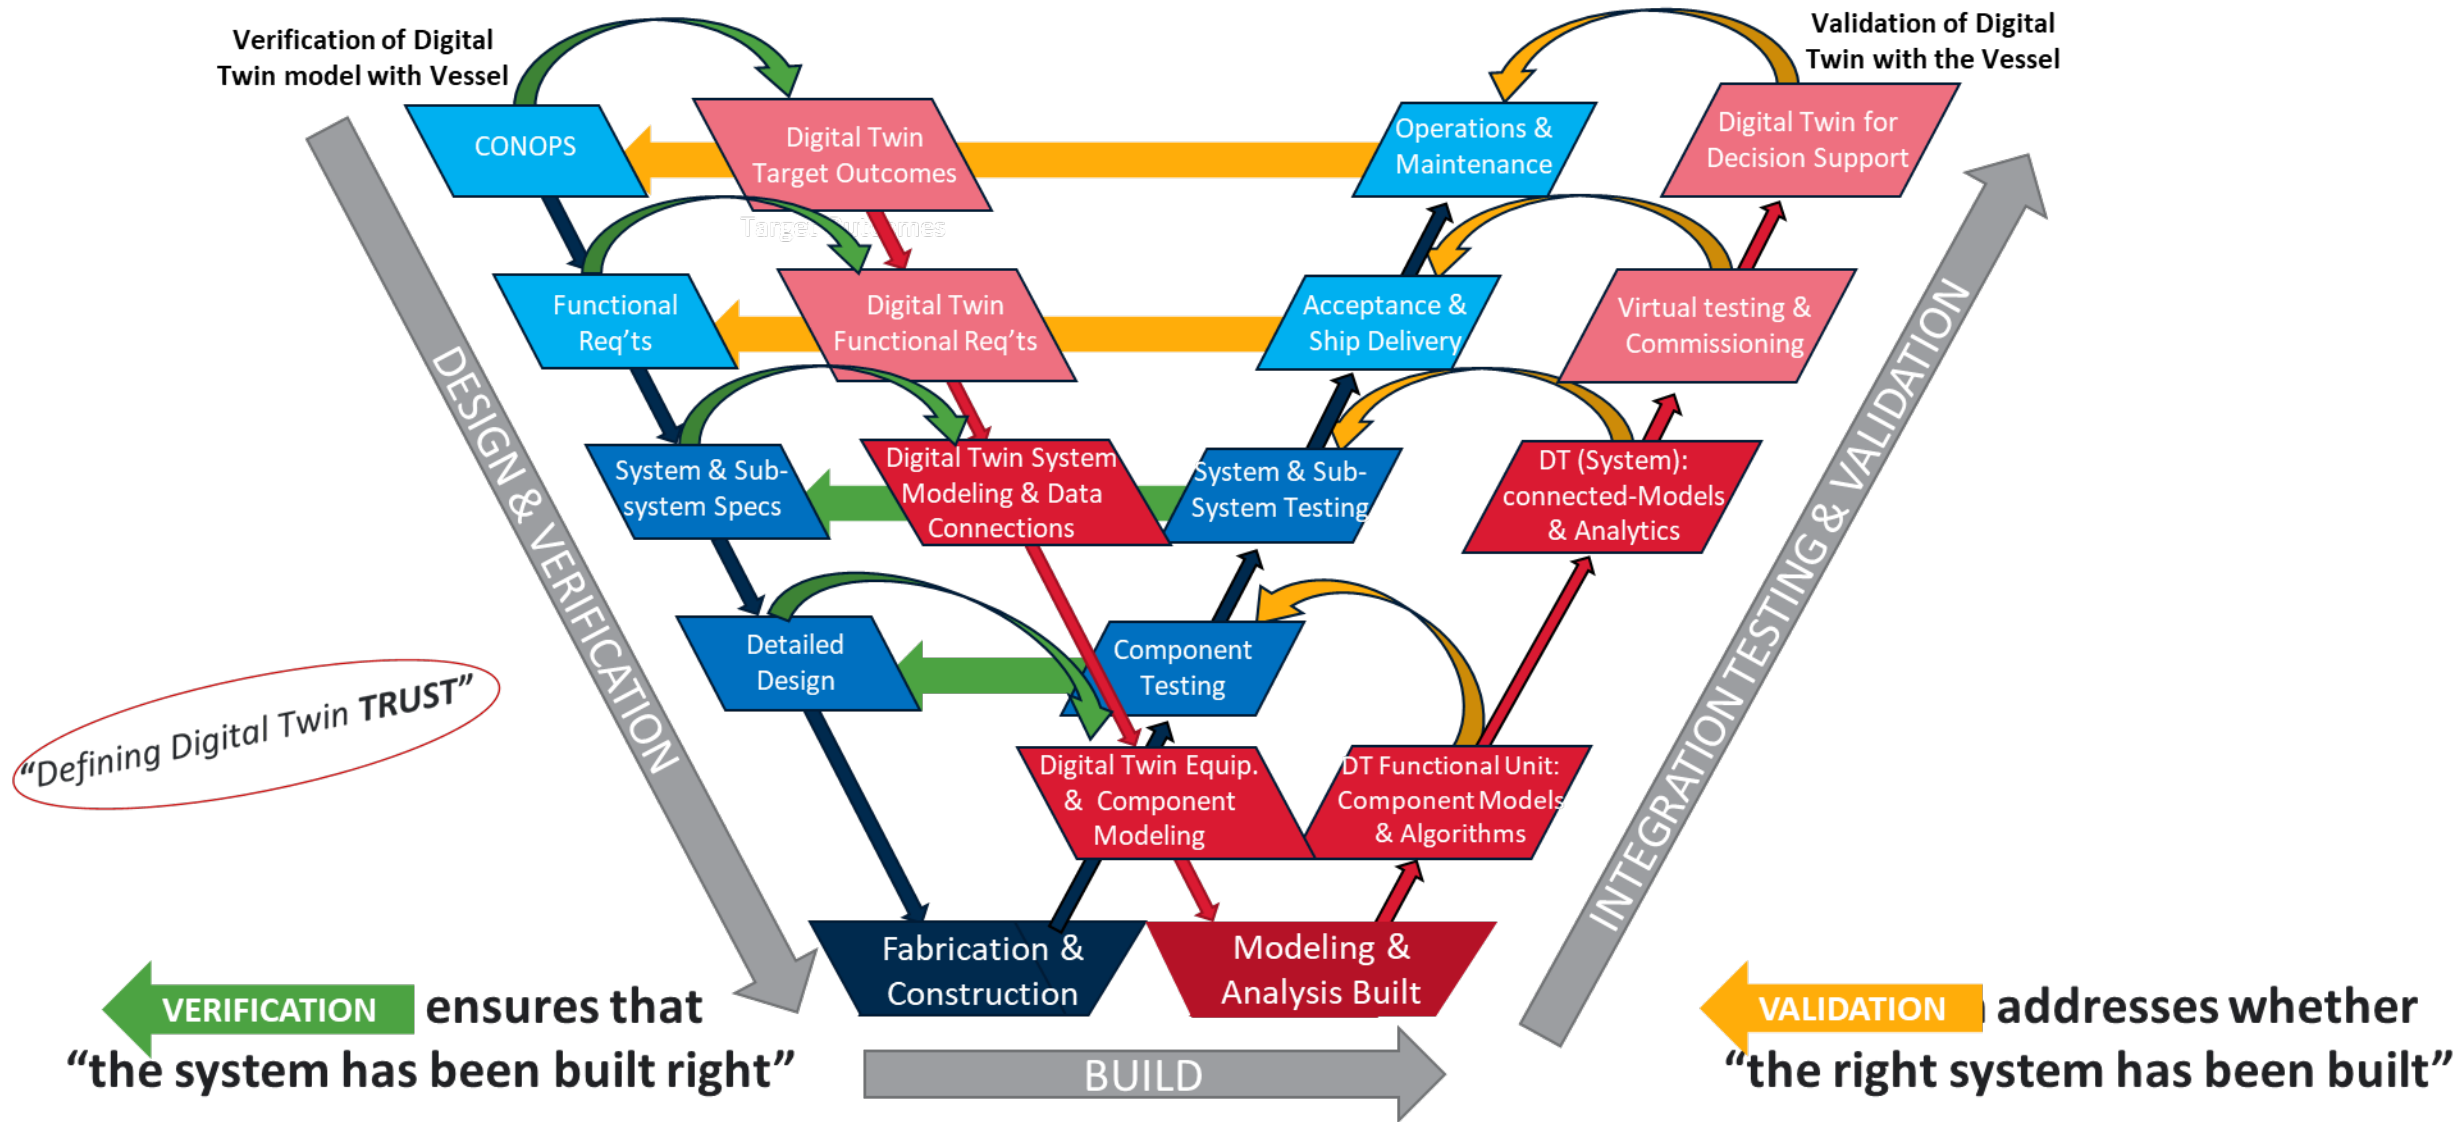 Verification of Digital
Twin model with Vessel
Validation of Digital
Twin with the Vessel
CONOPS
Digital Twin
Target Outcomes
Target Outcomes
Operations &
Maintenance
Digital Twin for
Decision Support
Functional
Req'ts
Digital Twin
Functional Req'ts
Acceptance &
Ship Delivery
Virtual testing &
Commissioning
System & Sub-
system Specs
Digital Twin System
Modeling & Data
Connections
System & Sub-
System Testing
DT (System):
connected-Models
& Analytics
Detailed
Design
Component
Testing
Digital Twin Equip.
& Component
Modeling
DT Functional Unit:
Component Models
& Algorithms
Fabrication &
Construction
Modeling &
Analysis Built
DESIGN & VERIFICATION
INTEGRATION TESTING & VALIDATION
BUILD
“Defining Digital Twin TRUST”
VERIFICATION ensures that
“the system has been built right”
VALIDATION addresses whether
“the right system has been built”